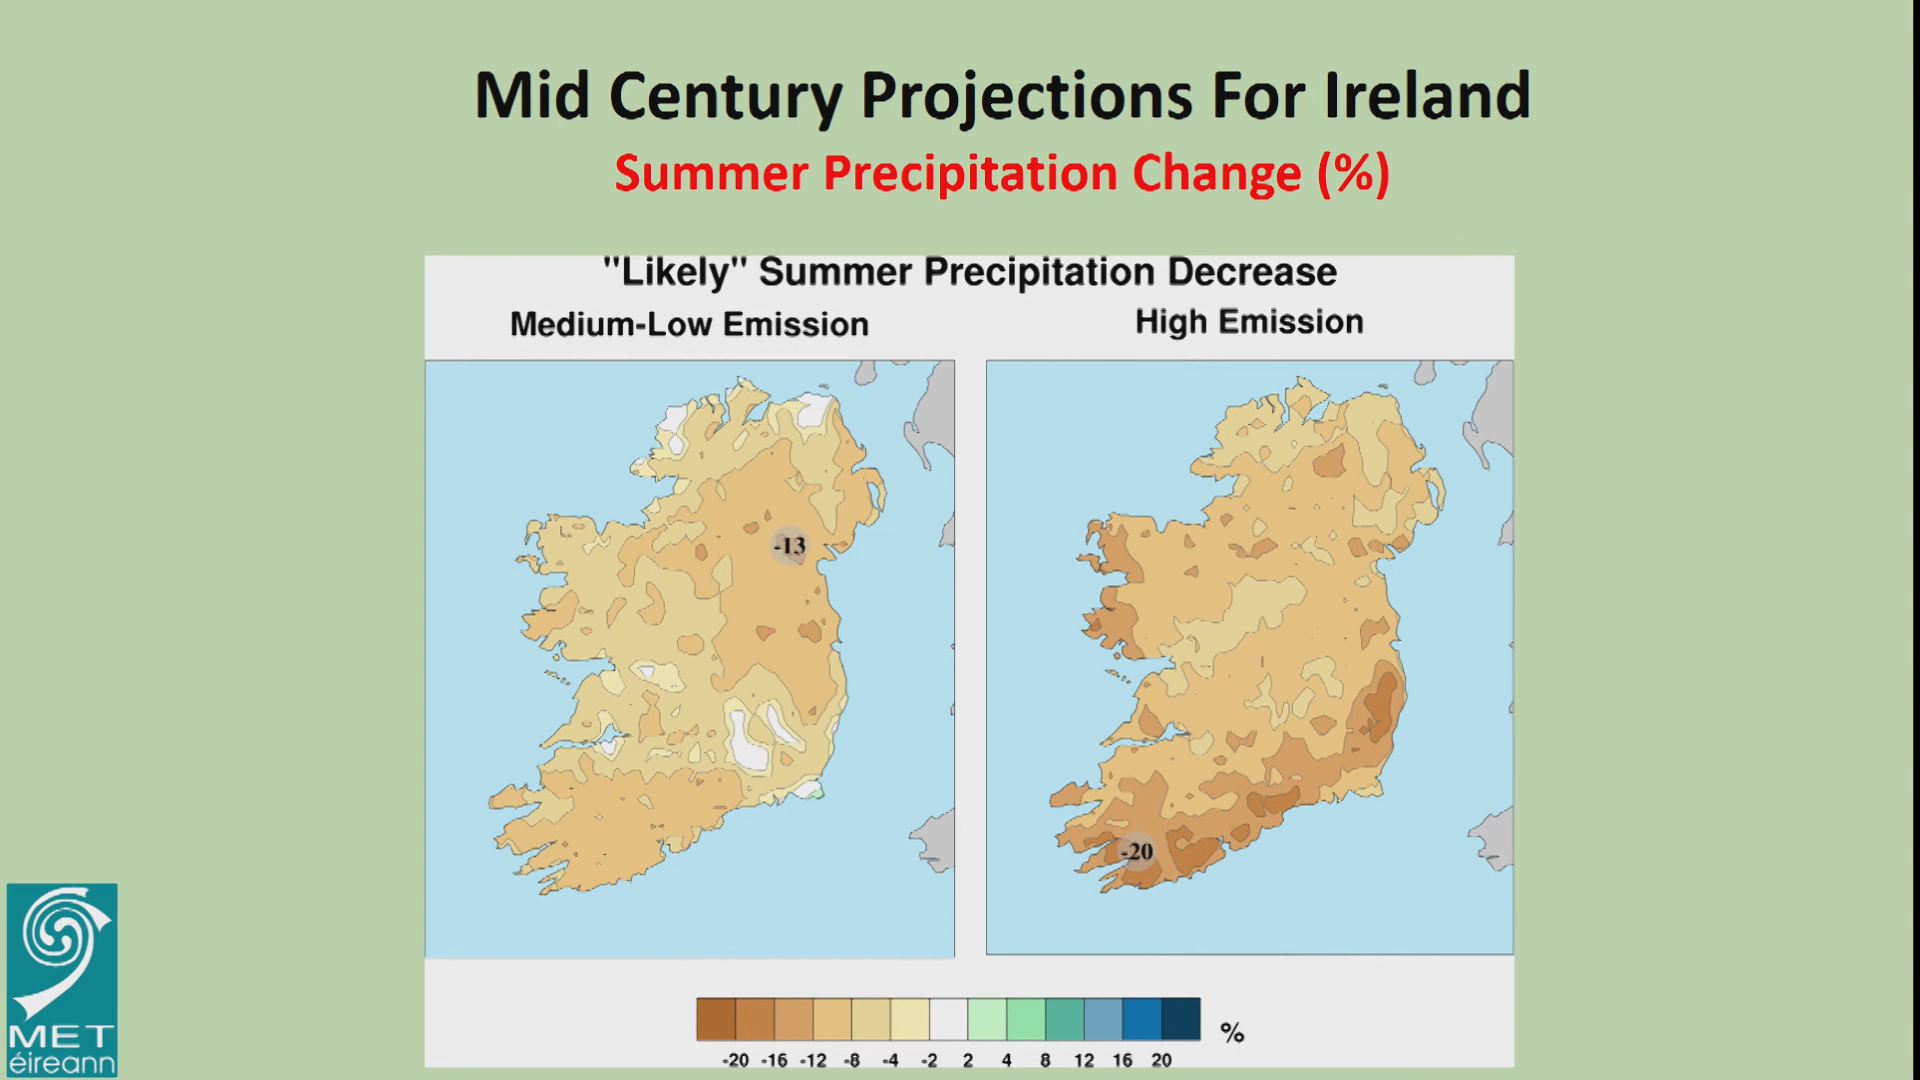 Mid Century Projections For Ireland
Summer Precipitation Change (%)
"Likely" Summer Precipitation Decrease
Medium-Low Emission
High Emission
-13
-20
-20 -16 -12 -8 -4 -2 2 4 8 12 16 20
%
MET
éireann